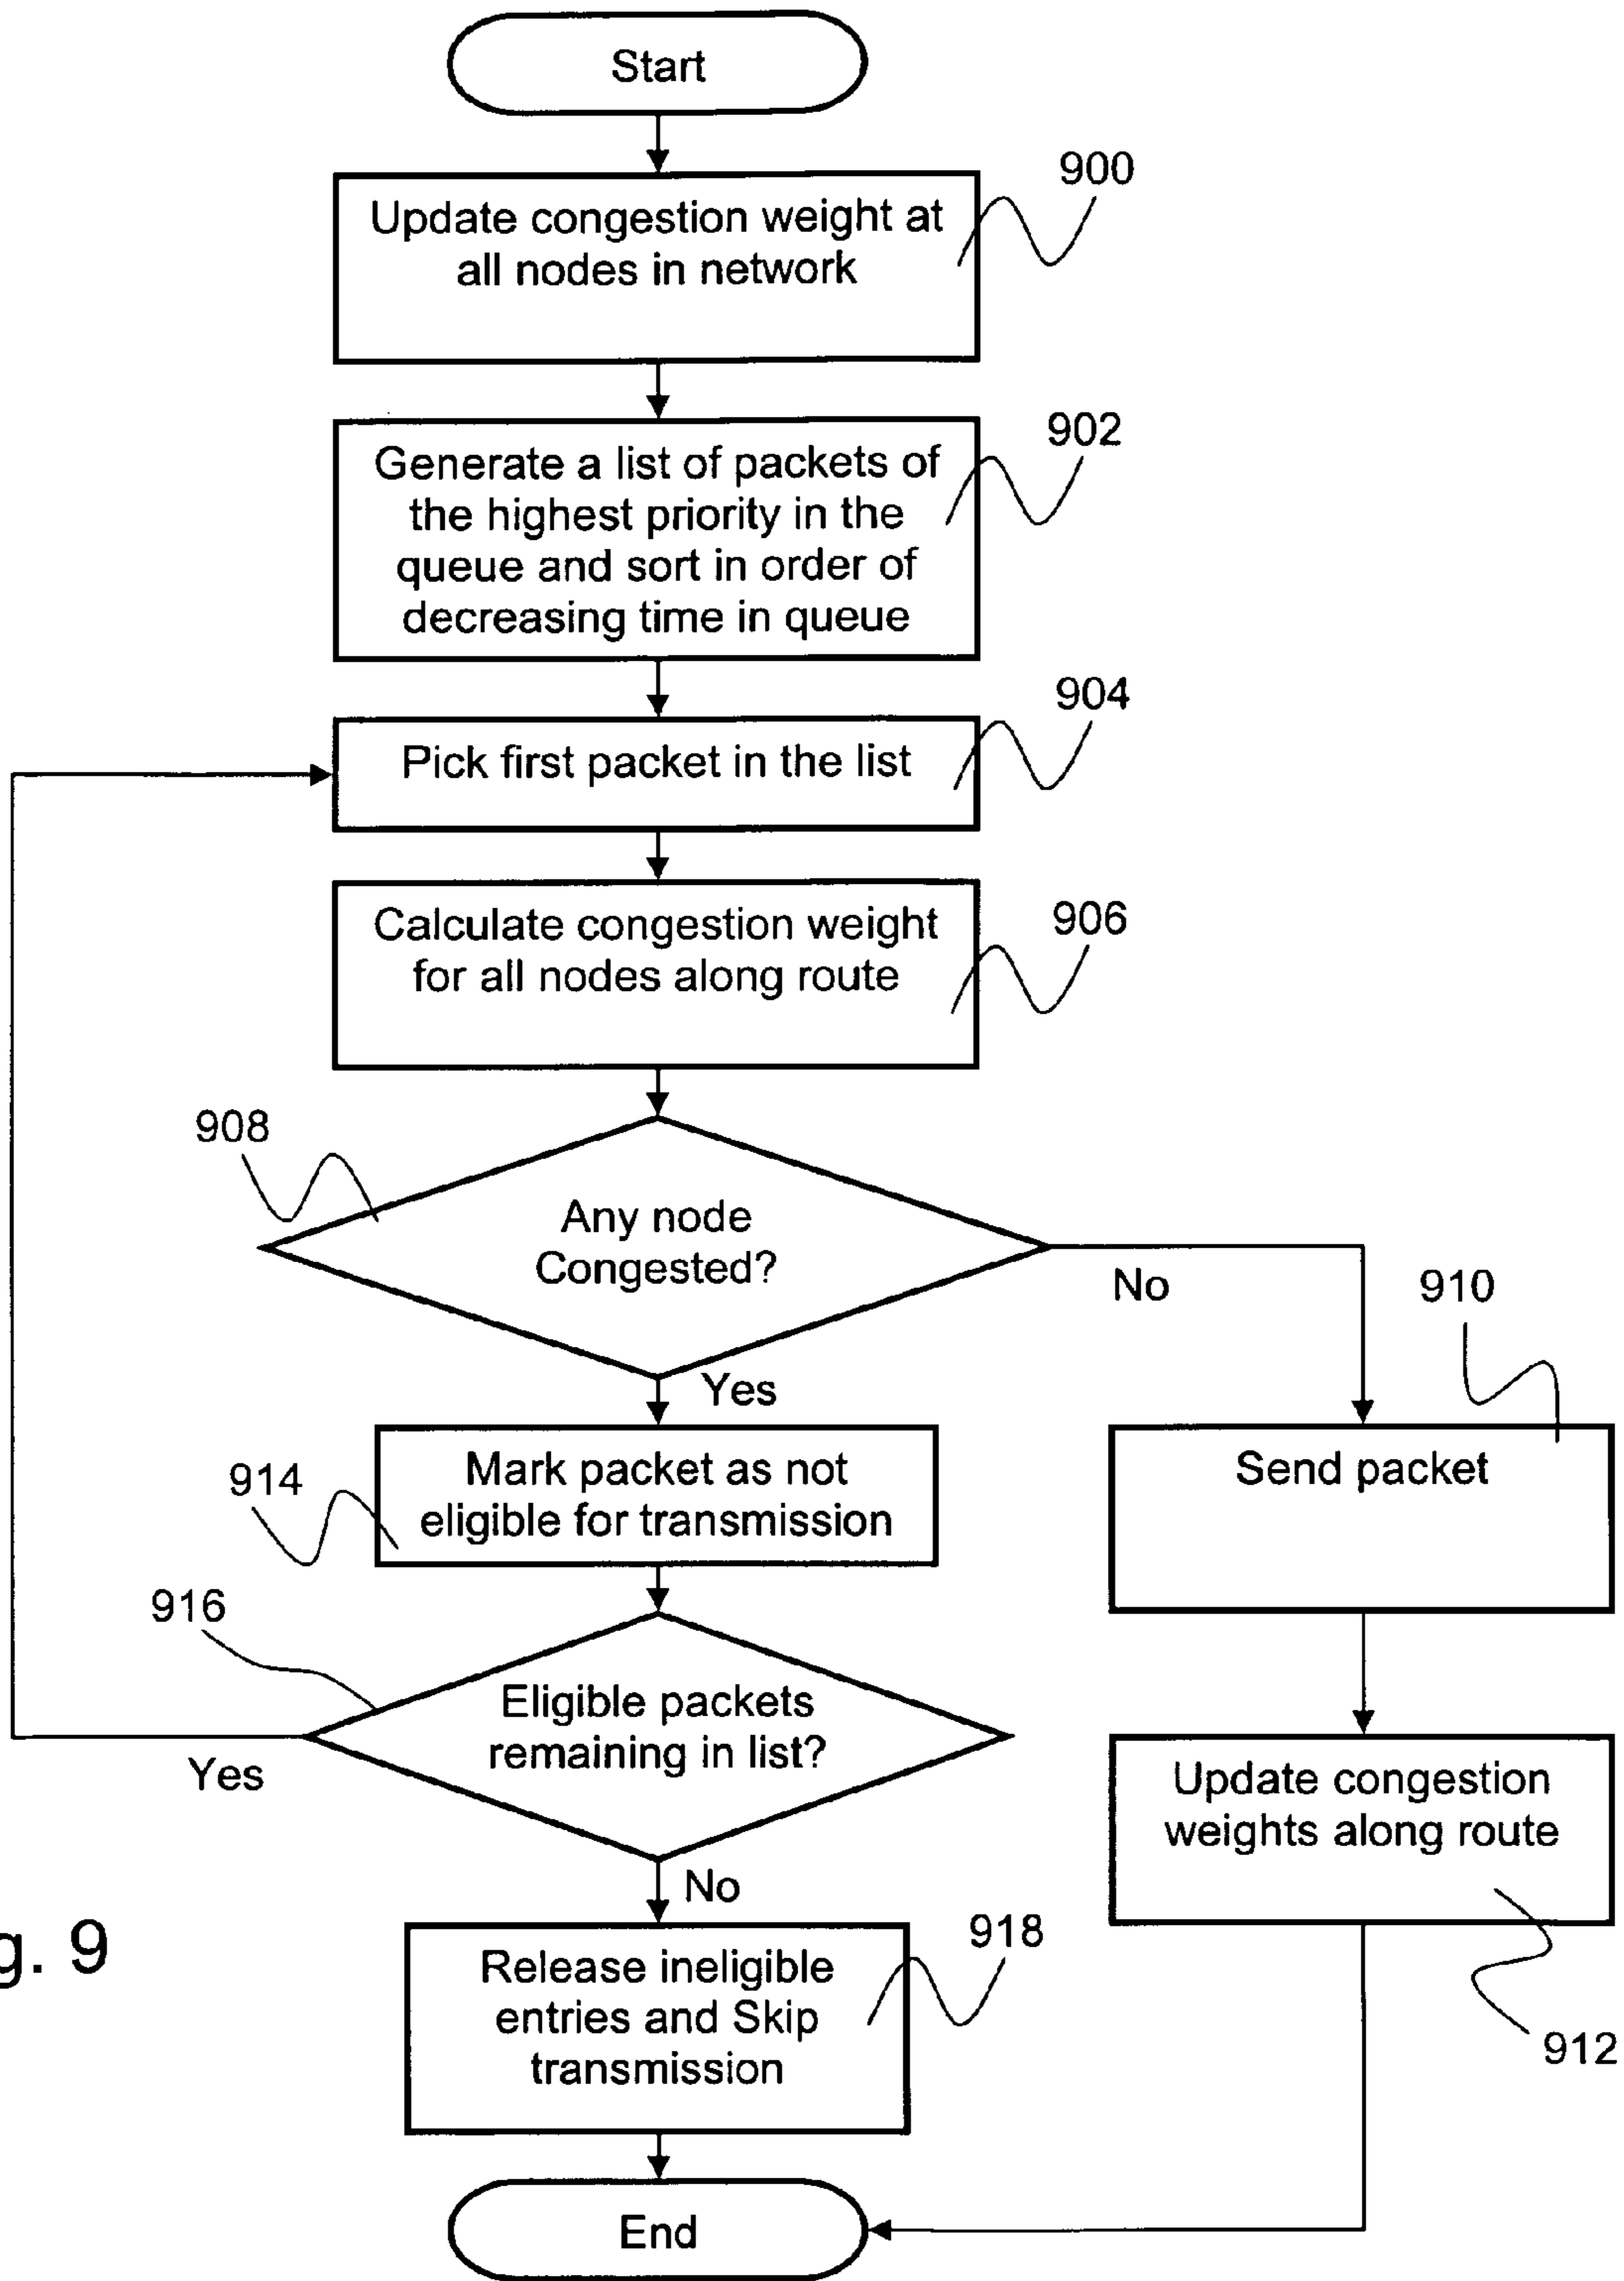 Start
900
Update congestion weight at
all nodes in network
902
Generate a list of packets of
the highest priority in the
queue and sort in order of
decreasing time in queue
904
Pick first packet in the list
906
Calculate congestion weight
for all nodes along route
908
Any node
Congested?
No
910
Yes
Send packet
914
Mark packet as not
eligible for transmission
916
Eligible packets
remaining in list?
Yes
Update congestion
weights along route
No
912
g. 9
918
Release ineligible
entries and Skip
transmission
End